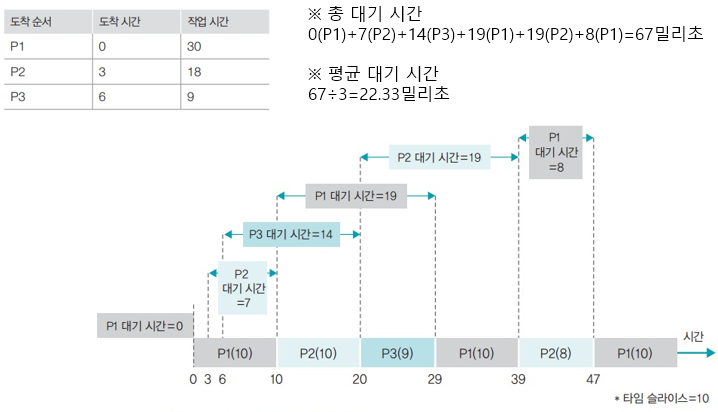 도착 순서 도착 시간 작업 시간
P1 0 30
P2 3 18
P3 6 9
※ 총 대기 시간
0(P1)+7(P2)+14(P3)+19(P1)+19(P2)+8(P1)=67밀리초
※ 평균 대기 시간
67÷3=22.33밀리초
P1
대기 시간
=8
P2 대기 시간=19
P1 대기 시간=19
P3 대기 시간=14
P2
대기 시간
=7
P1 대기 시간=0
시간
P1(10) P2(10) P3(9) P1(10) P2(8) P1(10)
0 3 6 10 20 29 39 47
* 타임 슬라이스=10